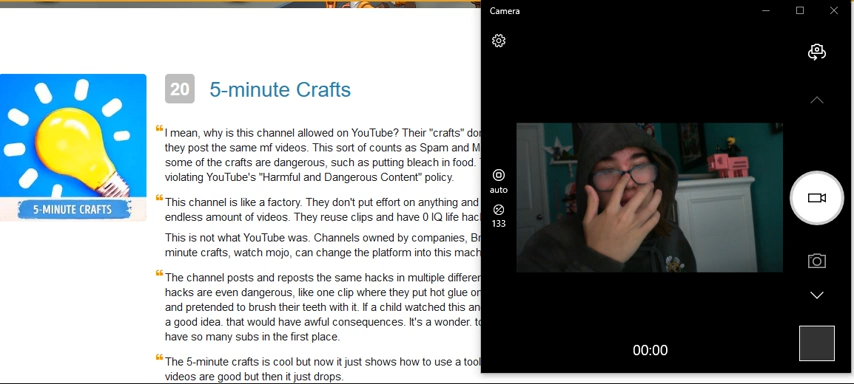 20 5-minute Crafts
5-MINUTE CRAFTS
❝ I mean, why is this channel allowed on YouTube? Their "crafts" don
they post the same mf videos. This sort of counts as Spam and M
some of the crafts are dangerous, such as putting bleach in food.
violating YouTube's "Harmful and Dangerous Content" policy.
❝ This channel is like a factory. They don't put effort on anything and
endless amount of videos. They reuse clips and have 0 IQ life hac
This is not what YouTube was. Channels owned by companies, Br
minute crafts, watch mojo, can change the platform into this mach
❝ The channel posts and reposts the same hacks in multiple differen
hacks are even dangerous, like one clip where they put hot glue on
and pretended to brush their teeth with it. If a child watched this an
a good idea. that would have awful consequences. It's a wonder. to
have so many subs in the first place.
❝ The 5-minute crafts is cool but now it just shows how to use a tool
videos are good but then it just drops.
Camera
auto
133
00:00